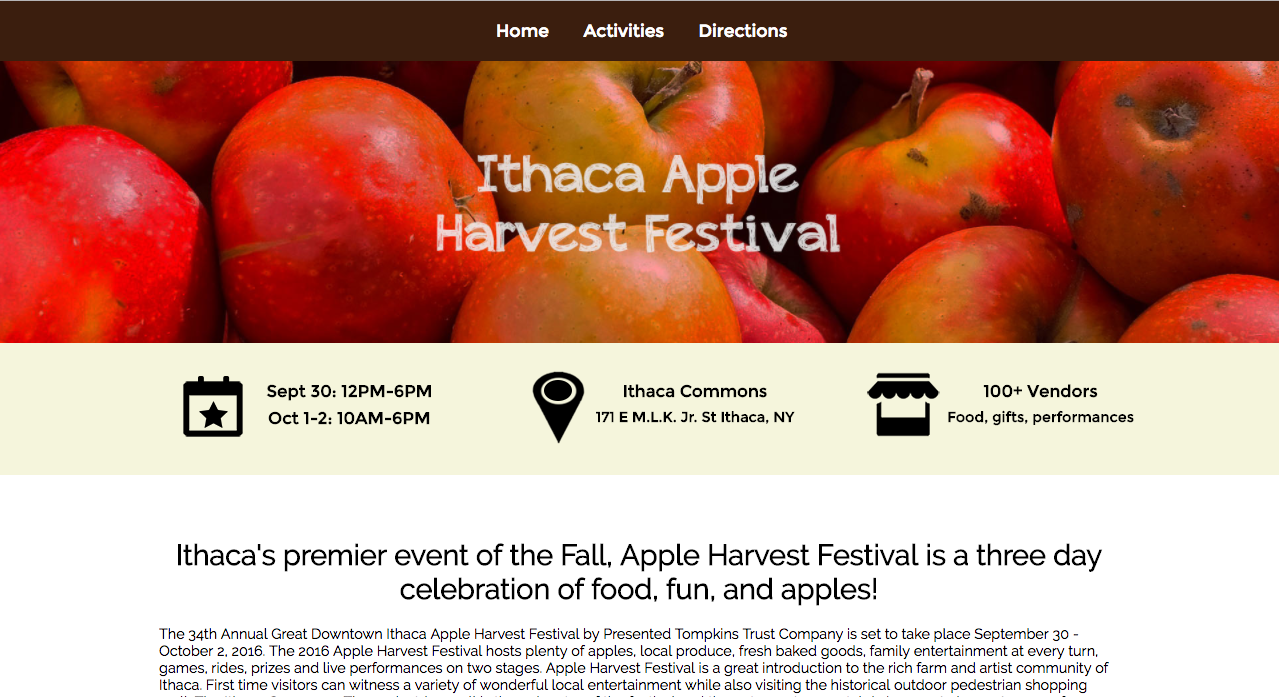 Home Activities Directions
Ithaca Apple
Harvest Festival
Sept 30: 12PM-6PM
Oct 1-2: 10AM-6PM
Ithaca Commons
171 E M.L.K. Jr. St Ithaca, NY
100+ Vendors
Food, gifts, performances
Ithaca's premier event of the Fall, Apple Harvest Festival is a three day
celebration of food, fun, and apples!
The 34th Annual Great Downtown Ithaca Apple Harvest Festival by Presented Tompkins Trust Company is set to take place September 30 -
October 2, 2016. The 2016 Apple Harvest Festival hosts plenty of apples, local produce, fresh baked goods, family entertainment at every turn,
games, rides, prizes and live performances on two stages. Apple Harvest Festival is a great introduction to the rich farm and artist community of
Ithaca. First time visitors can witness a variety of wonderful local entertainment while also visiting the historical outdoor pedestrian shopping